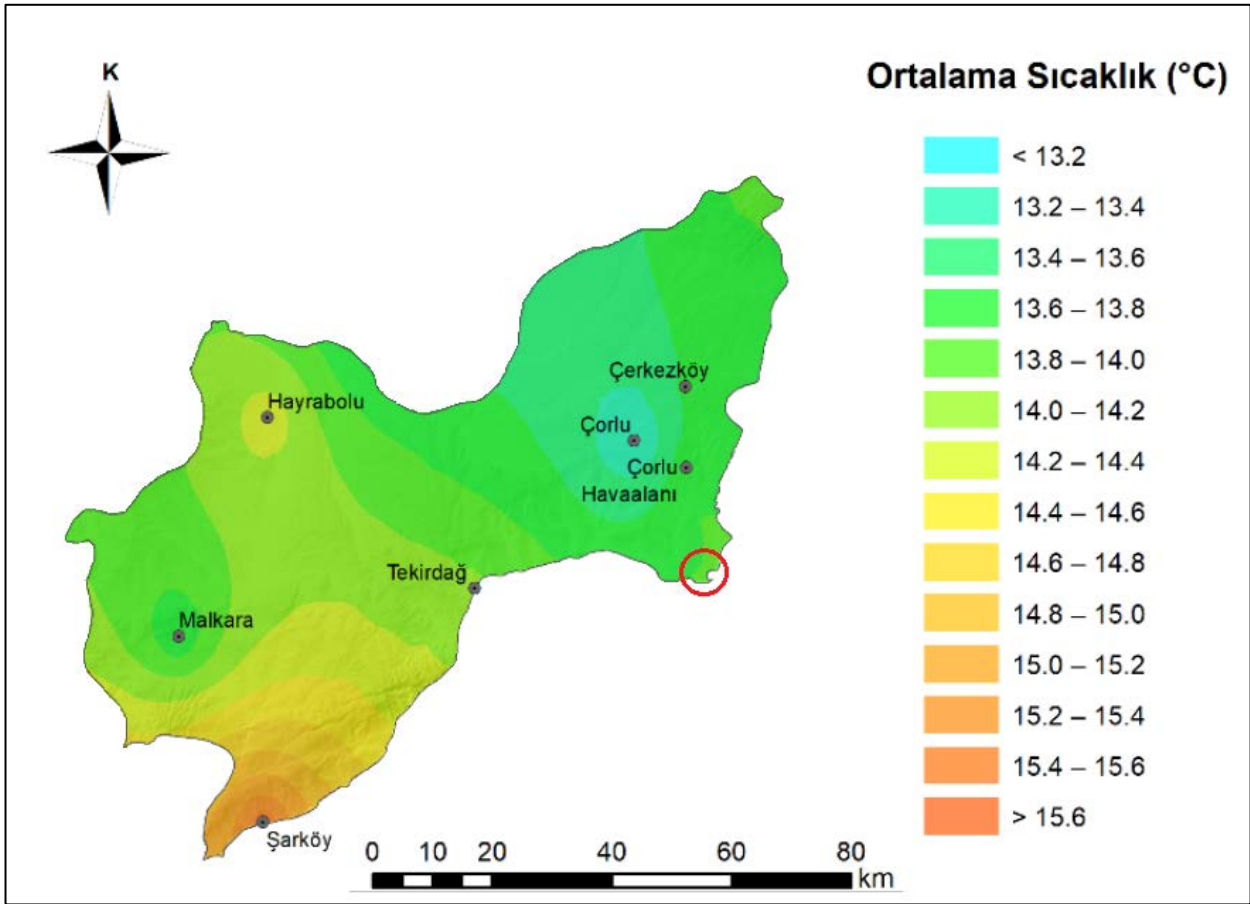 K
Ortalama Sıcaklık (°C)
< 13.2
13.2 – 13.4
13.4 – 13.6
13.6 – 13.8
13.8 – 14.0
14.0 – 14.2
14.2 – 14.4
14.4 – 14.6
14.6 – 14.8
14.8 – 15.0
15.0 – 15.2
15.2 – 15.4
15.4 – 15.6
> 15.6
Çerkezköy
Hayrabolu
Çorlu
Çorlu
Havaalanı
Tekirdağ
Malkara
Şarköy
0 10 20 40 60 80
km